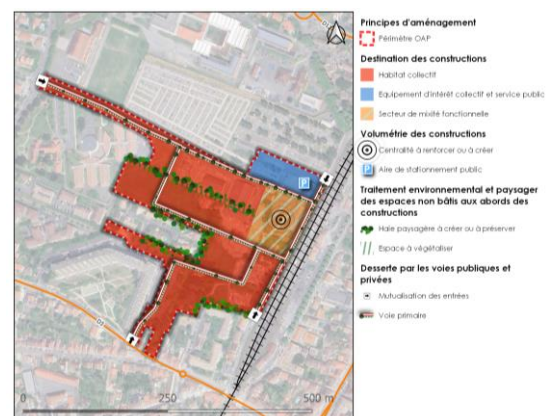 Principes d'aménagement
Périmètre OAP
Destination des constructions
Habitat collectif
Equipement d'intérêt collectif et service public
Secteur de mixité fonctionnelle
Volumétrie des constructions
Centralité à renforcer ou à créer
P Aire de stationnement public
Traitement environnemental et paysager
des espaces non bâtis aux abords des
constructions
Haie paysagère à créer ou à préserver
Espace à végétaliser
Desserte par les voies publiques et
privées
Mutualisation des entrées
Voie primaire
P
0 250 500 m